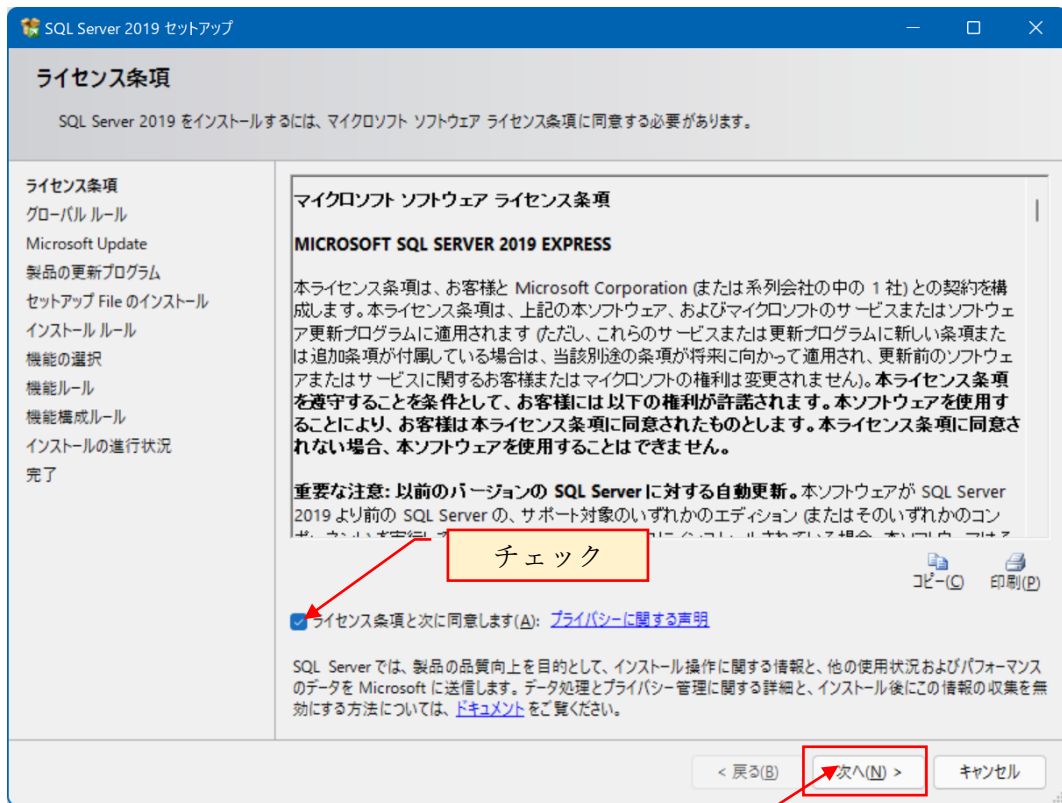 SQL Server 2019 セットアップ
ライセンス条項
SQL Server 2019 をインストールするには、マイクロソフト ソフトウェア ライセンス条項に同意する必要があります。
ライセンス条項
グローバル ルール
Microsoft Update
製品の更新プログラム
セットアップ File のインストール
インストール ルール
機能の選択
機能ルール
機能構成ルール
インストールの進行状況
完了
マイクロソフト ソフトウェア ライセンス条項
MICROSOFT SQL SERVER 2019 EXPRESS
本ライセンス条項は、お客様と Microsoft Corporation (または系列会社の中の 1 社) との契約を構
成します。本ライセンス条項は、上記の本ソフトウェア、およびマイクロソフトのサービスまたはソフトウェ
ア更新プログラムに適用されます (ただし、これらのサービスまたは更新プログラムに新しい条項また
は追加条項が付属している場合は、当該別途の条項が将来に向かって適用され、更新前のソフトウェ
アまたはサービスに関するお客様またはマイクロソフトの権利は変更されません)。本ライセンス条項
を遵守することを条件として、お客様には以下の権利が許諾されます。本ソフトウェアを使用す
ることにより、お客様は本ライセンス条項に同意されたものとします。本ライセンス条項に同意さ
れない場合、本ソフトウェアを使用することはできません。
重要な注意: 以前のバージョンの SQL Server に対する自動更新。本ソフトウェアが SQL Server
2019 より前の SQL Server の、サポート対象のいずれかのエディション (またはそのいずれかのコン
チェック
コピー(C) 印刷(P)
ライセンス条項と次に同意します(A): プライバシーに関する声明
SQL Server では、製品の品質向上を目的として、インストール操作に関する情報と、他の使用状況およびパフォーマンス
のデータを Microsoft に送信します。データ処理とプライバシー管理に関する詳細と、インストール後にこの情報の収集を無
効にする方法については、ドキュメント をご覧ください。
< 戻る(B) 次へ(N) > キャンセル